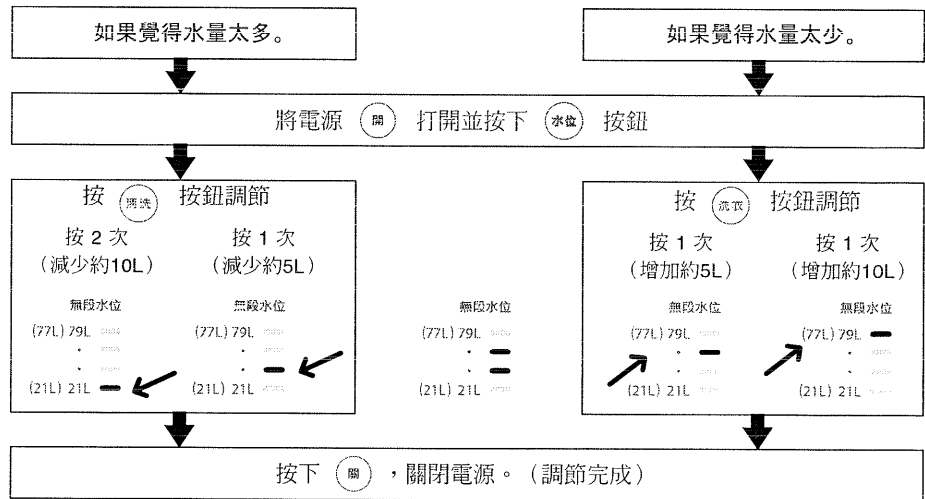 如果覺得水量太多。
如果覺得水量太少。
將電源 開 打開並按下 水位 按鈕
按 清洗 按鈕調節
按 2 次
(減少約10L)
無段水位
(77L) 79L
(21L) 21L
按 1 次
(減少約5L)
無段水位
(77L) 79L
(21L) 21L
無段水位
(77L) 79L
(21L) 21L
按 洗衣 按鈕調節
按 1 次
(增加約5L)
無段水位
(77L) 79L
(21L) 21L
按 1 次
(增加約10L)
無段水位
(77L) 79L
(21L) 21L
按下 關 ，關閉電源。(調節完成)